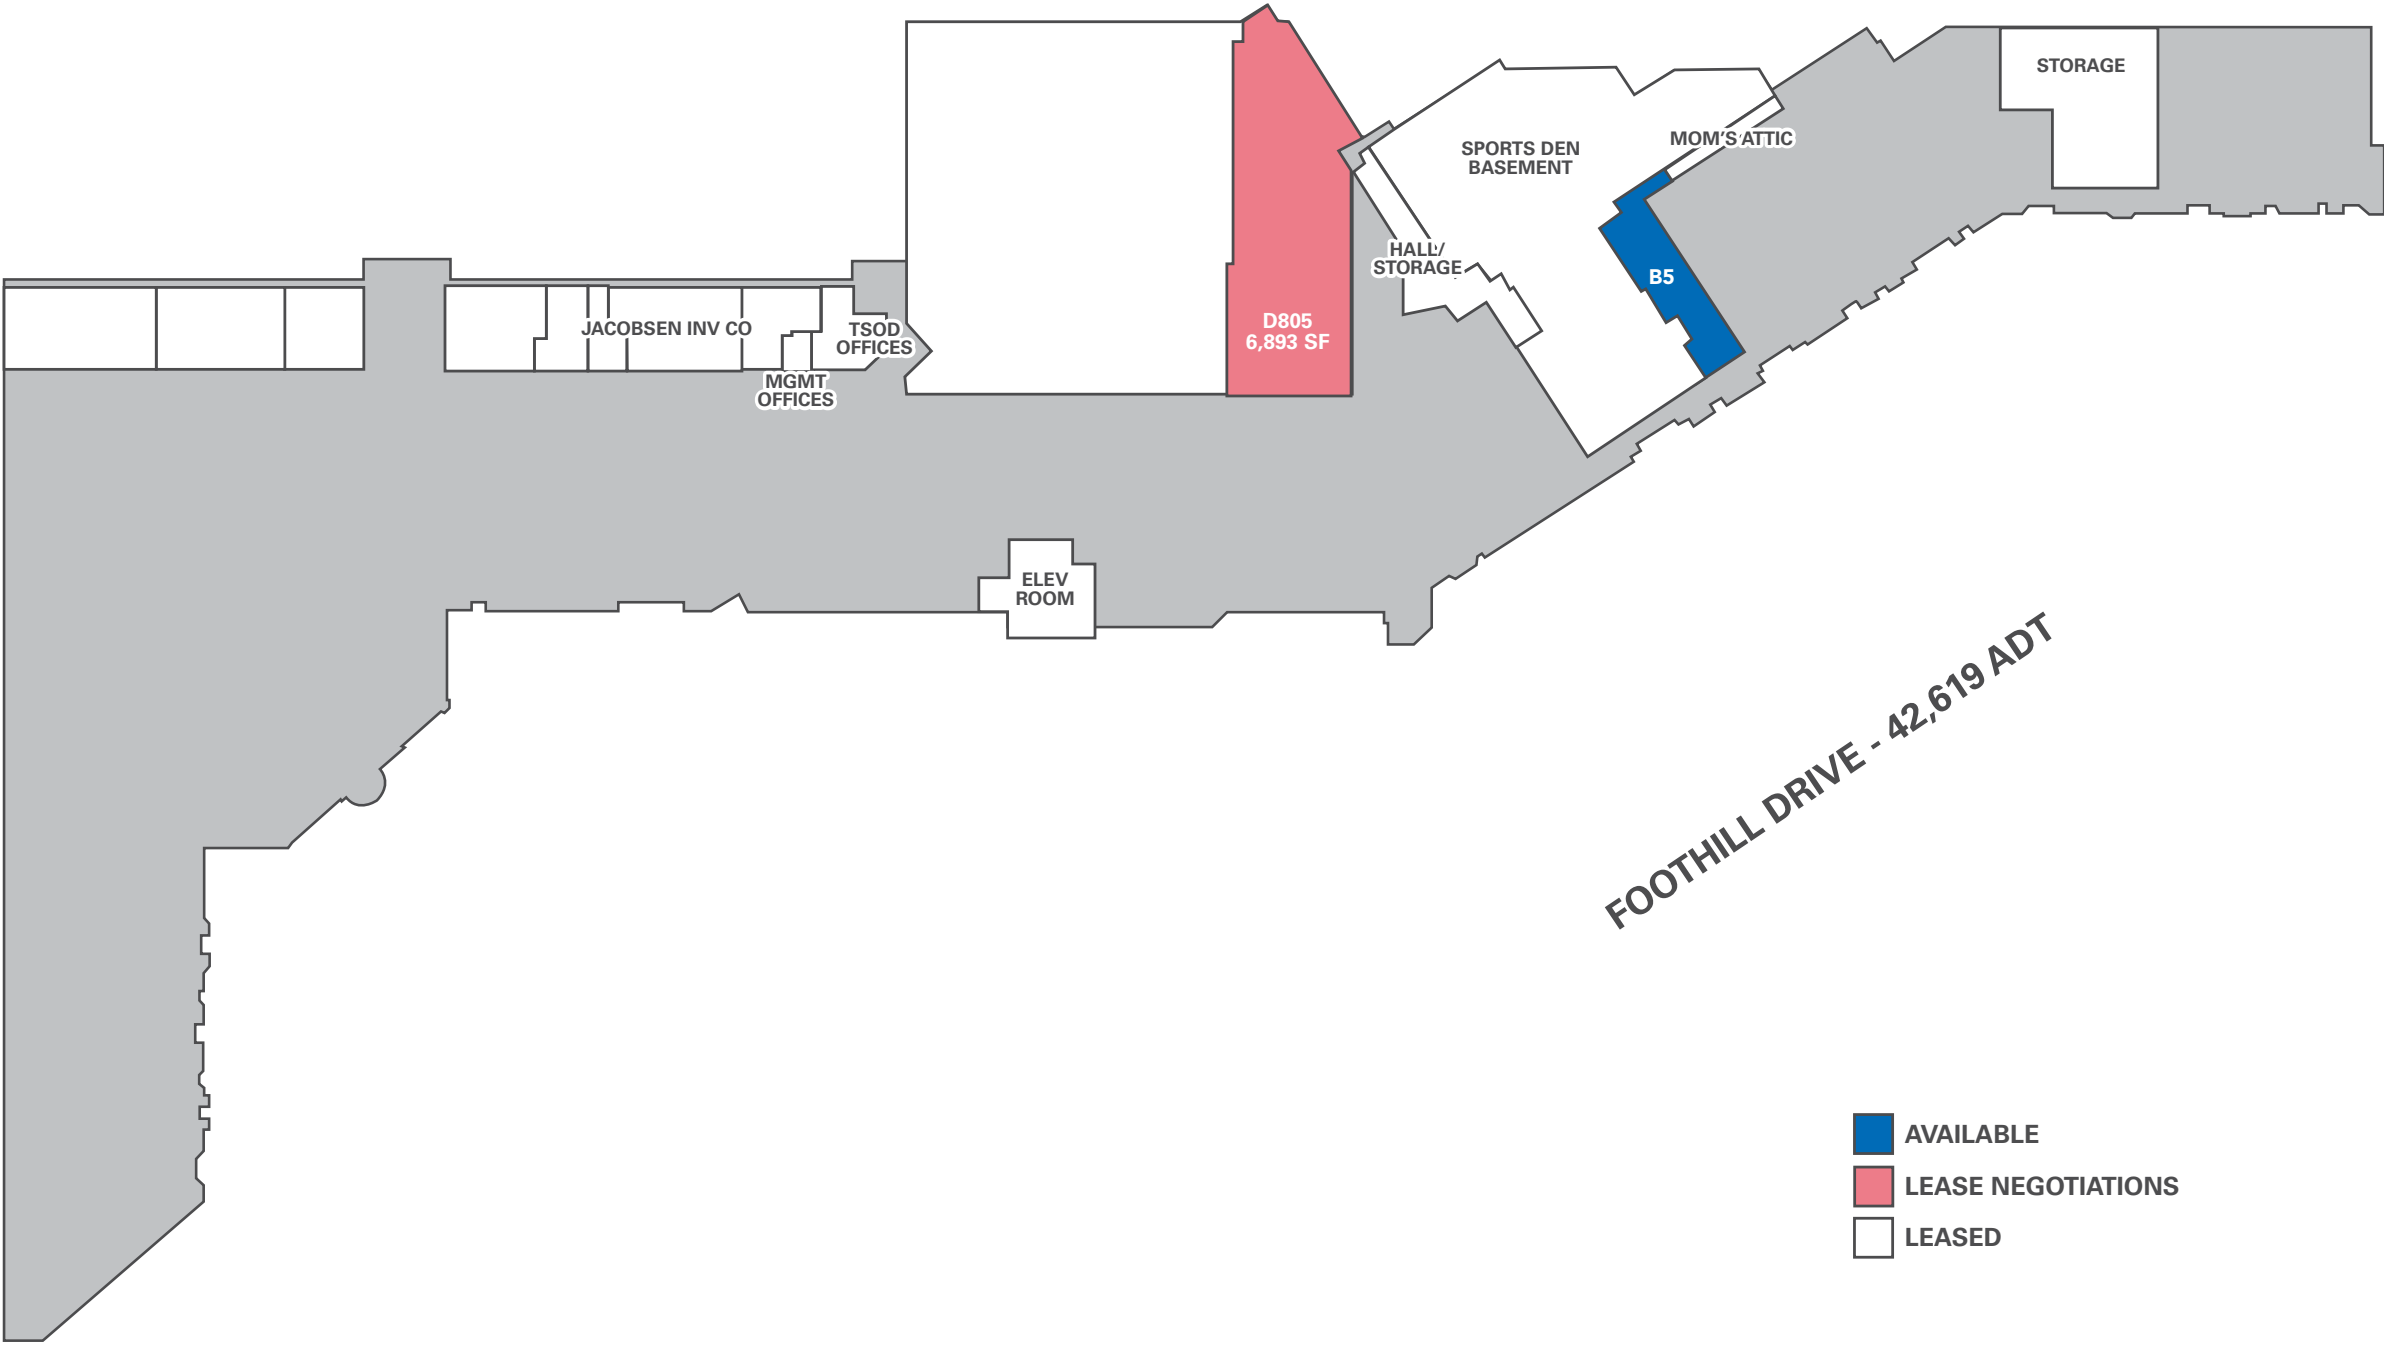 STORAGE
SPORTS DEN
BASEMENT
MOM'S ATTIC
HALL/
STORAGE
B5
D805
6,893 SF
JACOBSEN INV CO
TSOD
OFFICES
MGMT
OFFICES
ELEV
ROOM
FOOTHILL DRIVE - 42,619 ADT
AVAILABLE
LEASE NEGOTIATIONS
LEASED